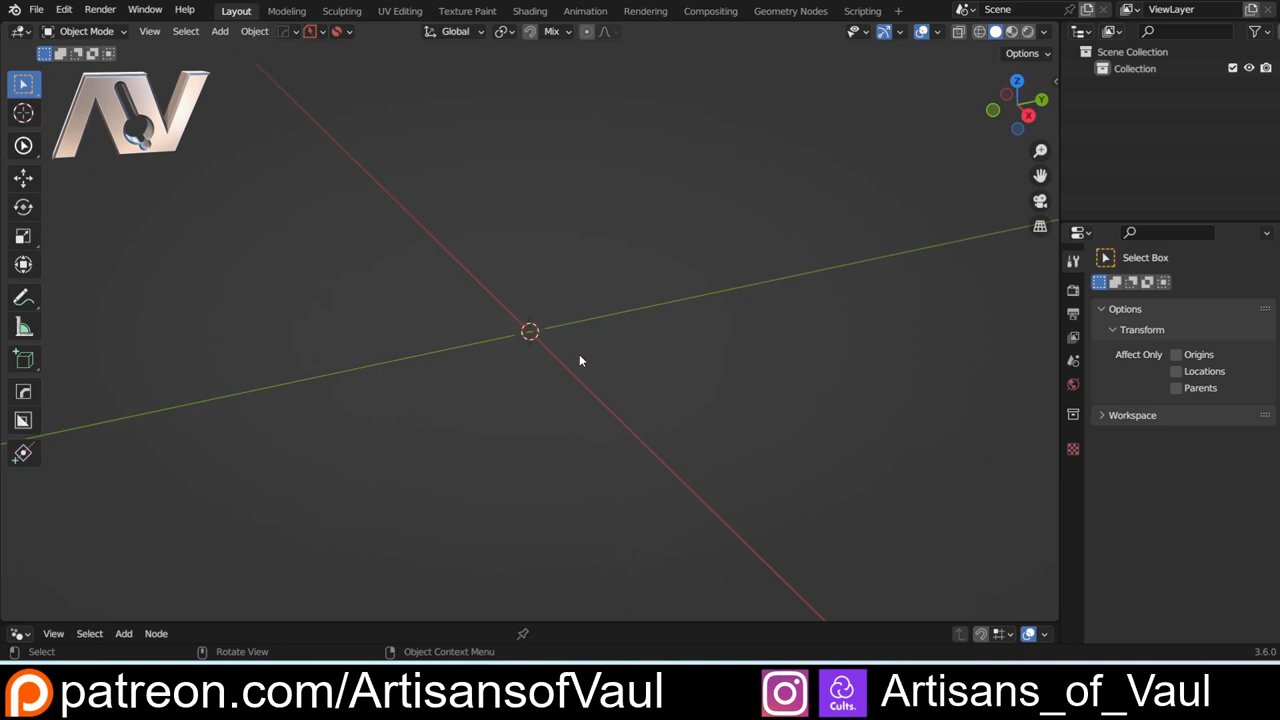 File Edit Render Window Help Layout Modeling Sculpting UV Editing Texture Paint Shading Animation Rendering Compositing Geometry Nodes Scripting + Scene ViewLayer
Object Mode View Select Add Object Global Mix
Options
Scene Collection
Collection
AV
Z
Y
X
Select Box
Options
Transform
Affect Only Origins
Locations
Parents
Workspace
View Select Add Node
Select Rotate View Object Context Menu 3.6.0
patreon.com/ArtisansofVaul Cults. Artisans_of_Vaul